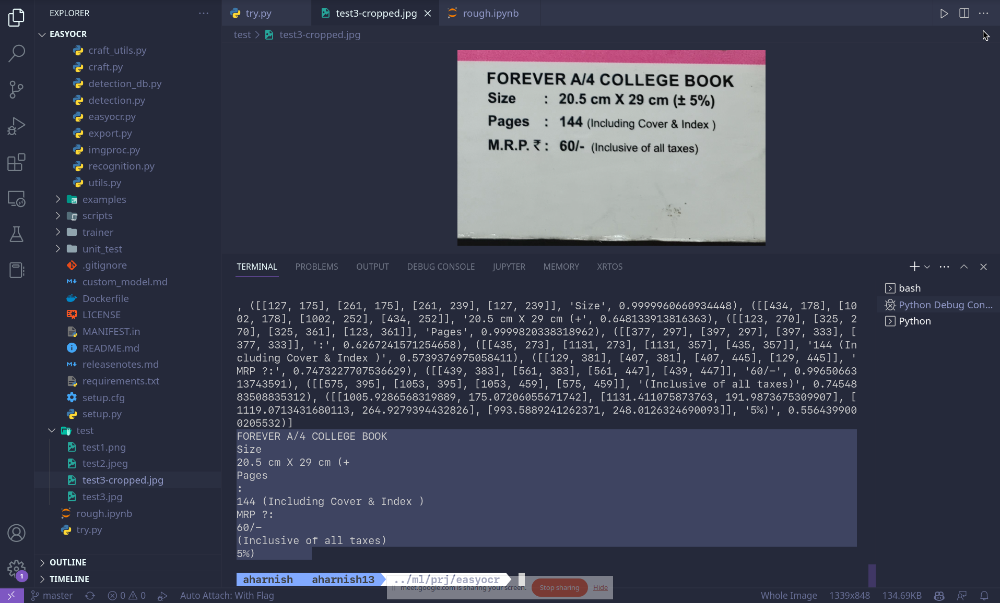 EXPLORER
try.py
test3-cropped.jpg
rough.ipynb
EASYOCR
test
test3-cropped.jpg
craft_utils.py
craft.py
detection_db.py
detection.py
easyocr.py
export.py
imgproc.py
recognition.py
utils.py
examples
scripts
trainer
unit_test
.gitignore
custom_model.md
Dockerfile
LICENSE
MANIFEST.in
README.md
releasenotes.md
requirements.txt
setup.cfg
setup.py
test
test1.png
test2.jpeg
test3-cropped.jpg
test3.jpg
rough.ipynb
try.py
OUTLINE
TIMELINE
1
FOREVER A/4 COLLEGE BOOK
Size : 20.5 cm X 29 cm (± 5%)
Pages : 144 (Including Cover & Index )
M.R.P. ₹ : 60/- (Inclusive of all taxes)
TERMINAL PROBLEMS OUTPUT DEBUG CONSOLE JUPYTER MEMORY XRTOS
bash
Python Debug Con...
Python
, ([[127, 175], [261, 175], [261, 239], [127, 239]], 'Size', 0.9999960660934448), ([[434, 178], [10
02, 178], [1002, 252], [434, 252]], '20.5 cm X 29 cm (+', 0.648133913816363), ([[123, 270], [325, 2
70], [325, 361], [123, 361]], 'Pages', 0.9999820338318962), ([[377, 297], [397, 297], [397, 333], [
377, 333]], ':', 0.6267241571254658), ([[435, 273], [1131, 273], [1131, 357], [435, 357]], '144 (In
cluding Cover & Index )', 0.5739376975058411), ([[129, 381], [407, 381], [407, 445], [129, 445]], '
MRP ?:', 0.7473227707536629), ([[439, 383], [561, 383], [561, 447], [439, 447]], '60/-', 0.99650663
13743591), ([[575, 395], [1053, 395], [1053, 459], [575, 459]], '(Inclusive of all taxes)', 0.74548
83508835312), ([[1005.9286568319889, 175.07206055671742], [1131.411075873763, 191.9873675309907], [
1119.0713431680113, 264.9279394432826], [993.5889241262371, 248.0126324690093]], '5%)', 0.556439900
0205532)]
FOREVER A/4 COLLEGE BOOK
Size
20.5 cm X 29 cm (+
Pages
:
144 (Including Cover & Index )
MRP ?:
60/-
(Inclusive of all taxes)
5%)
aharnish aharnish13 ../ml/prj/easyocr
meet.google.com is sharing your screen. Stop sharing Hide
master 0 0 Auto Attach: With Flag Whole Image 1339x848 134.69KB